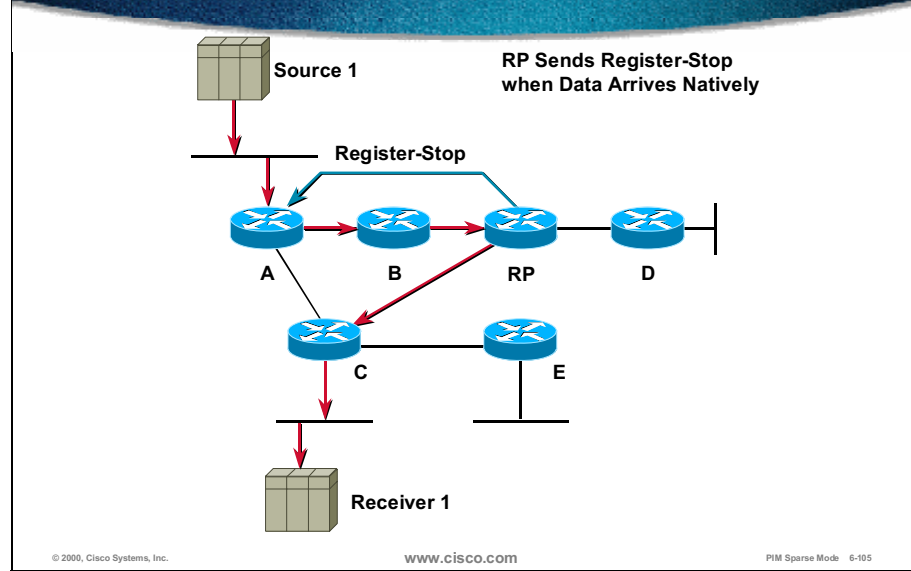 Source 1
RP Sends Register-Stop
when Data Arrives Natively
Register-Stop
A
B
RP
D
C
E
Receiver 1
© 2000, Cisco Systems, Inc.
www.cisco.com
PIM Sparse Mode 6-105